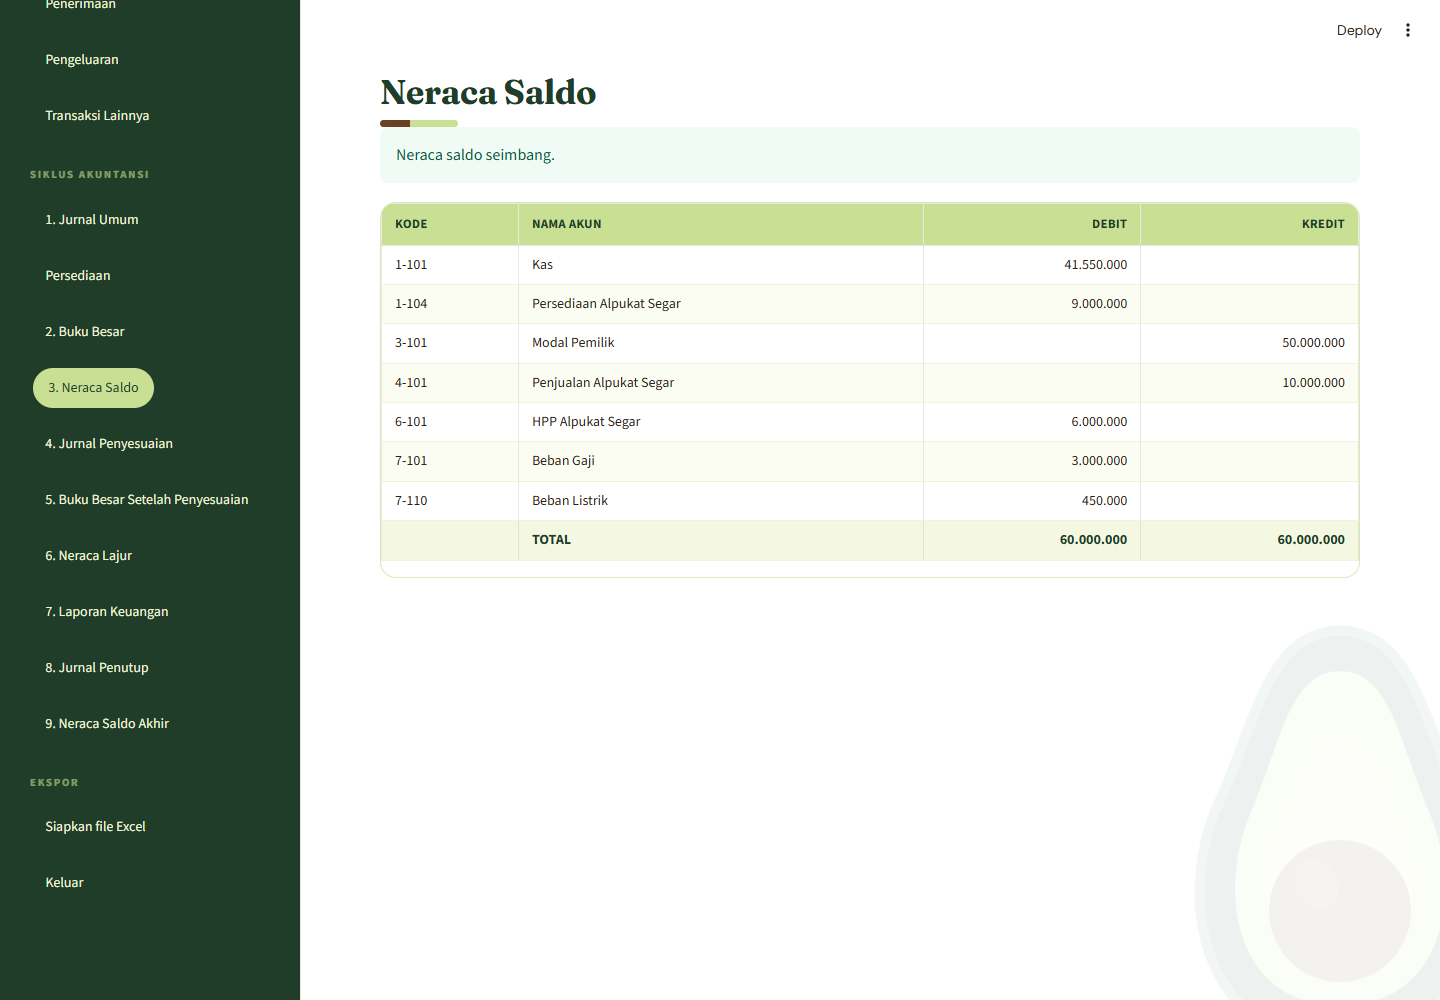 Penerimaan
Pengeluaran
Transaksi Lainnya
SIKLUS AKUNTANSI
1. Jurnal Umum
Persediaan
2. Buku Besar
3. Neraca Saldo
4. Jurnal Penyesuaian
5. Buku Besar Setelah Penyesuaian
6. Neraca Lajur
7. Laporan Keuangan
8. Jurnal Penutup
9. Neraca Saldo Akhir
EKSPOR
Siapkan file Excel
Keluar
Deploy
Neraca Saldo
Neraca saldo seimbang.
KODE NAMA AKUN DEBIT KREDIT
1-101 Kas 41.550.000
1-104 Persediaan Alpukat Segar 9.000.000
3-101 Modal Pemilik 50.000.000
4-101 Penjualan Alpukat Segar 10.000.000
6-101 HPP Alpukat Segar 6.000.000
7-101 Beban Gaji 3.000.000
7-110 Beban Listrik 450.000
TOTAL 60.000.000 60.000.000